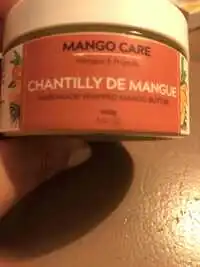 MANGO CARE
CHANTILLY DE MANGUE
HANDMADE WHIPPED MANGO BUTTER